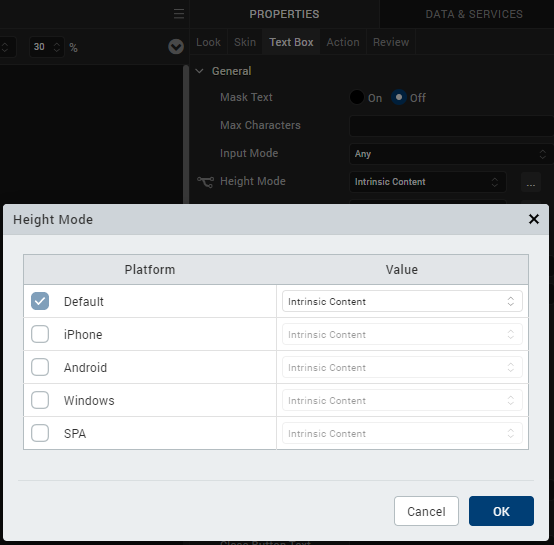 PROPERTIES DATA & SERVICES
30 %
Look Skin Text Box Action Review
General
Mask Text On Off
Max Characters
Input Mode Any
Height Mode Intrinsic Content ...
Height Mode
Platform Value
Default Intrinsic Content
iPhone Intrinsic Content
Android Intrinsic Content
Windows Intrinsic Content
SPA Intrinsic Content
Cancel OK